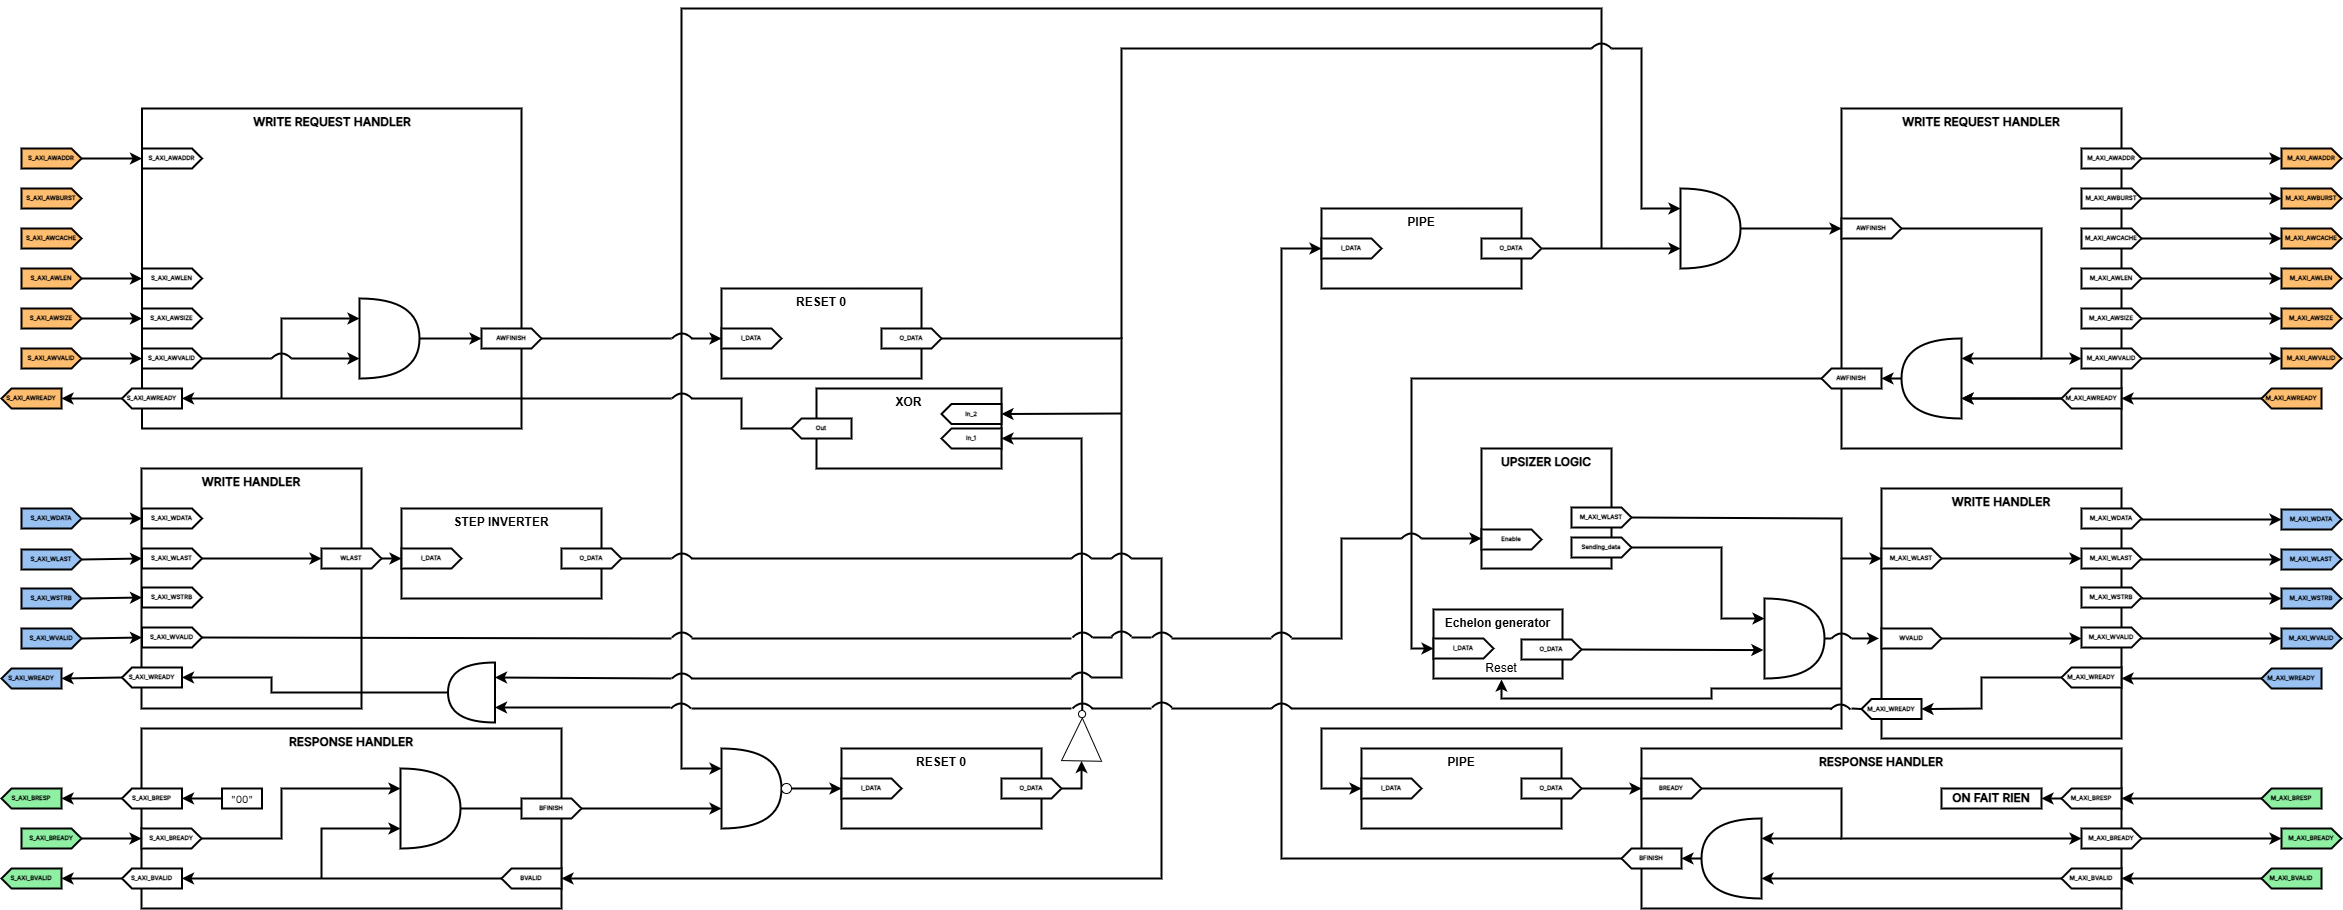 WRITE REQUEST HANDLER
S_AXI_AWADDR
S_AXI_AWADDR
S_AXI_AWBURST
S_AXI_AWCACHE
S_AXI_AWLEN
S_AXI_AWLEN
S_AXI_AWSIZE
S_AXI_AWSIZE
S_AXI_AWVALID
S_AXI_AWVALID
S_AXI_AWREADY
S_AXI_AWREADY
AWFINISH
RESET 0
I_DATA
O_DATA
XOR
In_2
In_1
Out
PIPE
I_DATA
O_DATA
WRITE REQUEST HANDLER
AWFINISH
AWFINISH
M_AXI_AWADDR
M_AXI_AWADDR
M_AXI_AWBURST
M_AXI_AWBURST
M_AXI_AWCACHE
M_AXI_AWCACHE
M_AXI_AWLEN
M_AXI_AWLEN
M_AXI_AWSIZE
M_AXI_AWSIZE
M_AXI_AWVALID
M_AXI_AWVALID
M_AXI_AWREADY
M_AXI_AWREADY
WRITE HANDLER
S_AXI_WDATA
S_AXI_WDATA
S_AXI_WLAST
S_AXI_WLAST
WLAST
S_AXI_WSTRB
S_AXI_WSTRB
S_AXI_WVALID
S_AXI_WVALID
S_AXI_WREADY
S_AXI_WREADY
STEP INVERTER
I_DATA
O_DATA
UPSIZER LOGIC
M_AXI_WLAST
Enable
Sending_data
Echelon generator
I_DATA
O_DATA
Reset
WRITE HANDLER
M_AXI_WDATA
M_AXI_WDATA
M_AXI_WLAST
M_AXI_WLAST
M_AXI_WLAST
M_AXI_WSTRB
M_AXI_WSTRB
WVALID
M_AXI_WVALID
M_AXI_WVALID
M_AXI_WREADY
M_AXI_WREADY
M_AXI_WREADY
RESPONSE HANDLER
S_AXI_BRESP
S_AXI_BRESP
"00"
S_AXI_BREADY
S_AXI_BREADY
BFINISH
S_AXI_BVALID
S_AXI_BVALID
BVALID
RESET 0
I_DATA
O_DATA
PIPE
I_DATA
O_DATA
RESPONSE HANDLER
BREADY
ON FAIT RIEN
M_AXI_BRESP
M_AXI_BRESP
M_AXI_BREADY
M_AXI_BREADY
BFINISH
M_AXI_BVALID
M_AXI_BVALID